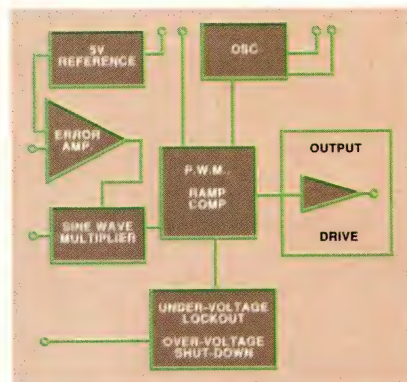 5V
REFERENCE
OSC
ERROR
AMP
P.W.M.
RAMP
COMP
OUTPUT
DRIVE
SINE WAVE
MULTIPLIER
UNDER-VOLTAGE
LOCKOUT
OVER-VOLTAGE
SHUT-DOWN